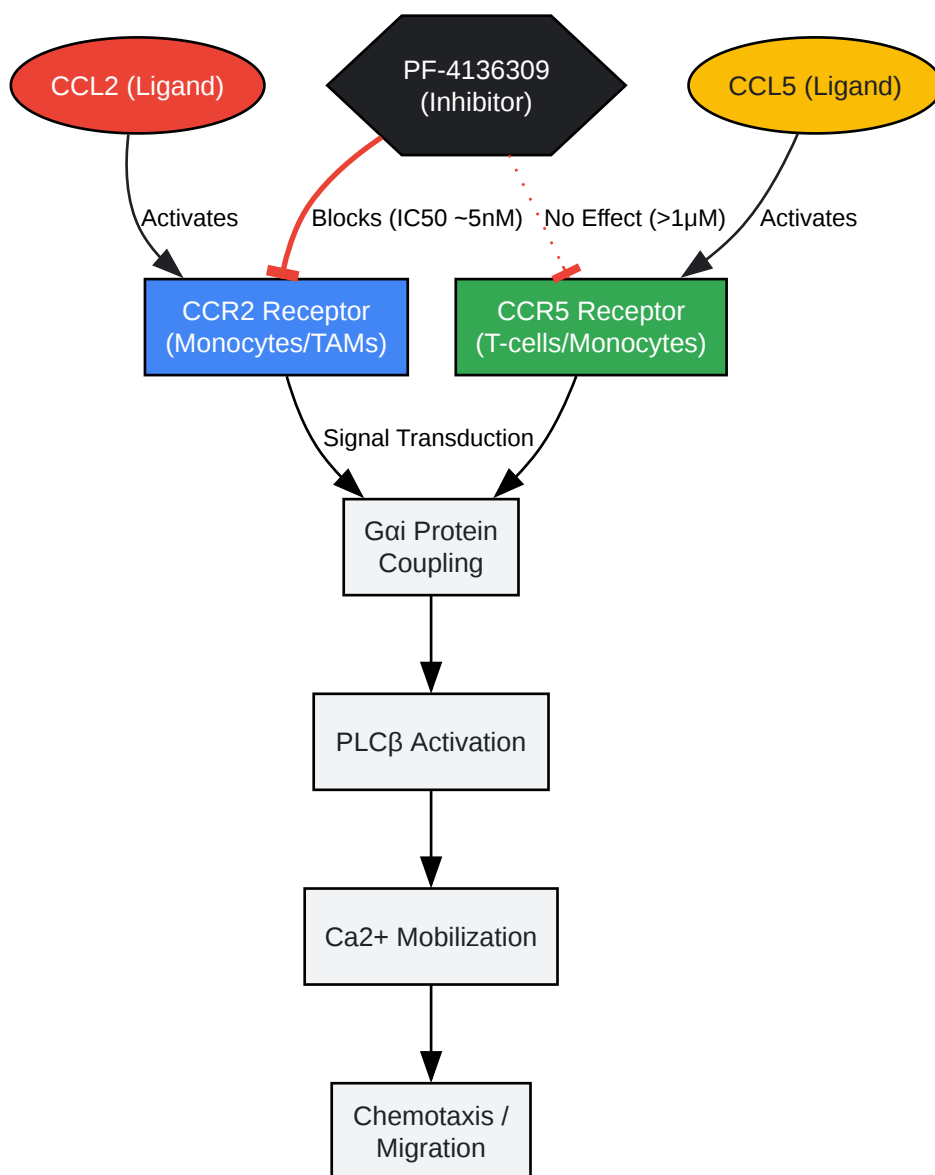 CCL2 (Ligand)
PF-4136309
(Inhibitor)
CCL5 (Ligand)
Activates
Blocks (IC50 ~5nM)
No Effect (>1μM)
Activates
CCR2 Receptor
(Monocytes/TAMs)
CCR5 Receptor
(T-cells/Monocytes)
Signal Transduction
Gαi Protein
Coupling
PLCβ Activation
Ca2+ Mobilization
Chemotaxis /
Migration